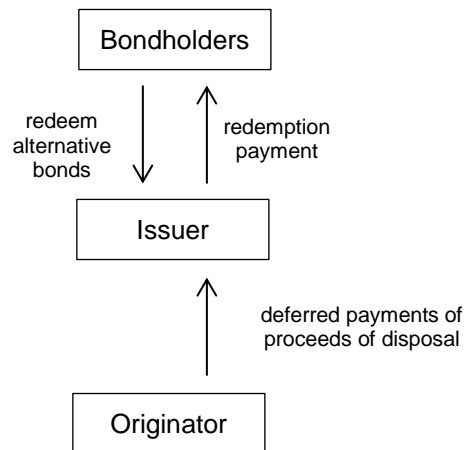 Bondholders
redeem
alternative
bonds
redemption
payment
Issuer
deferred payments of
proceeds of disposal
Originator